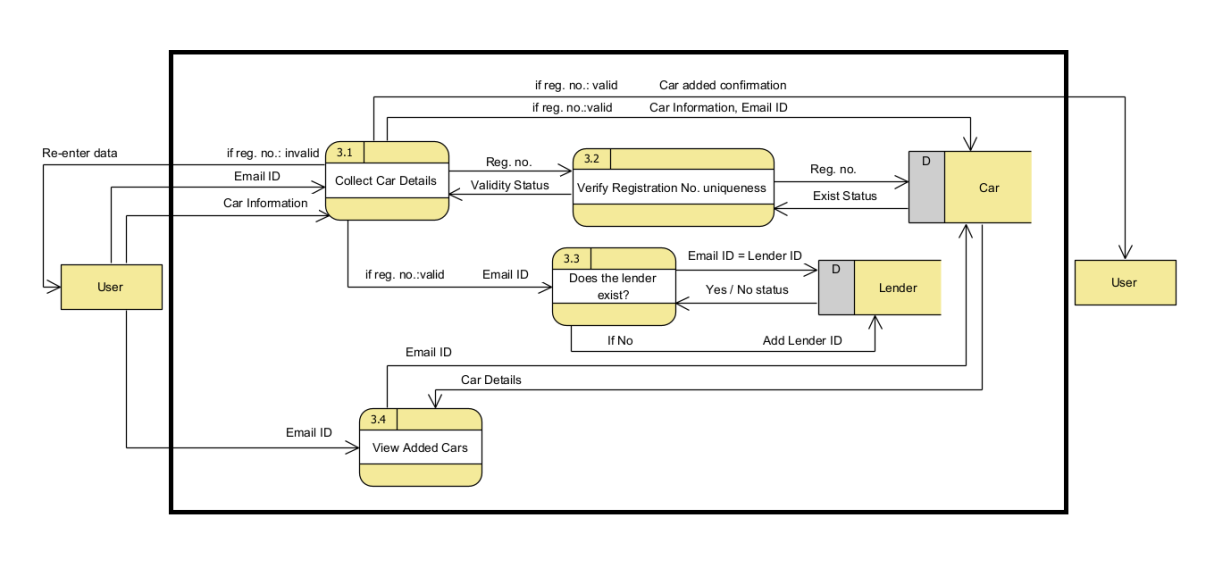 if reg. no.: valid Car added confirmation
if reg. no.:valid Car Information, Email ID
Re-enter data
if reg. no.: invalid
3.1
Collect Car Details
Email ID
Car Information
Reg. no.
Validity Status
3.2
Verify Registration No. uniqueness
Reg. no.
Exist Status
D
Car
User
if reg. no.:valid Email ID
3.3
Does the lender
exist?
Email ID = Lender ID
Yes / No status
D
Lender
User
If No Add Lender ID
Email ID
Car Details
Email ID
3.4
View Added Cars